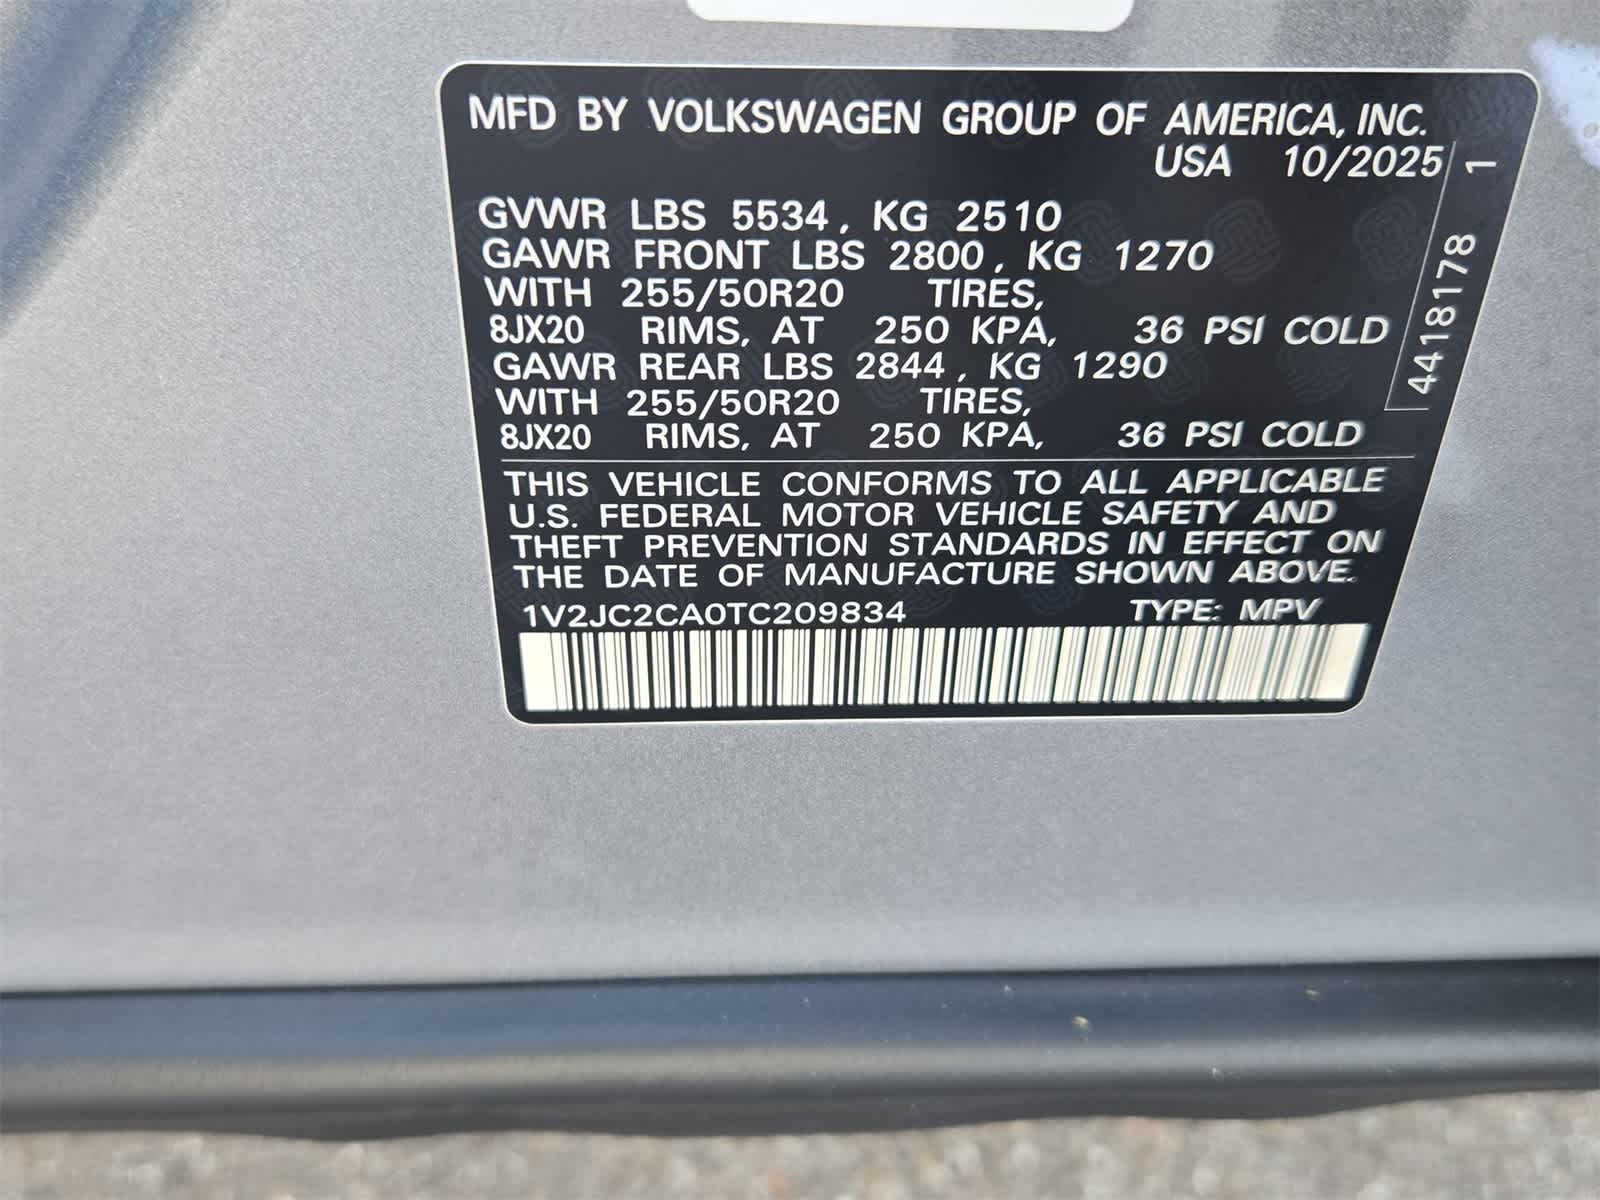 MFD BY VOLKSWAGEN GROUP OF AMERICA, INC.
USA 10/2025
GVWR LBS 5534, KG 2510
GAWR FRONT LBS 2800, KG 1270
WITH 255/50R20 TIRES,
8JX20 RIMS, AT 250 KPA, 36 PSI COLD
GAWR REAR LBS 2844, KG 1290
WITH 255/50R20 TIRES,
8JX20 RIMS, AT 250 KPA, 36 PSI COLD
THIS VEHICLE CONFORMS TO ALL APPLICABLE
U.S. FEDERAL MOTOR VEHICLE SAFETY AND
THEFT PREVENTION STANDARDS IN EFFECT ON
THE DATE OF MANUFACTURE SHOWN ABOVE.
1V2JC2CA0TC209834 TYPE: MPV
4418178 1